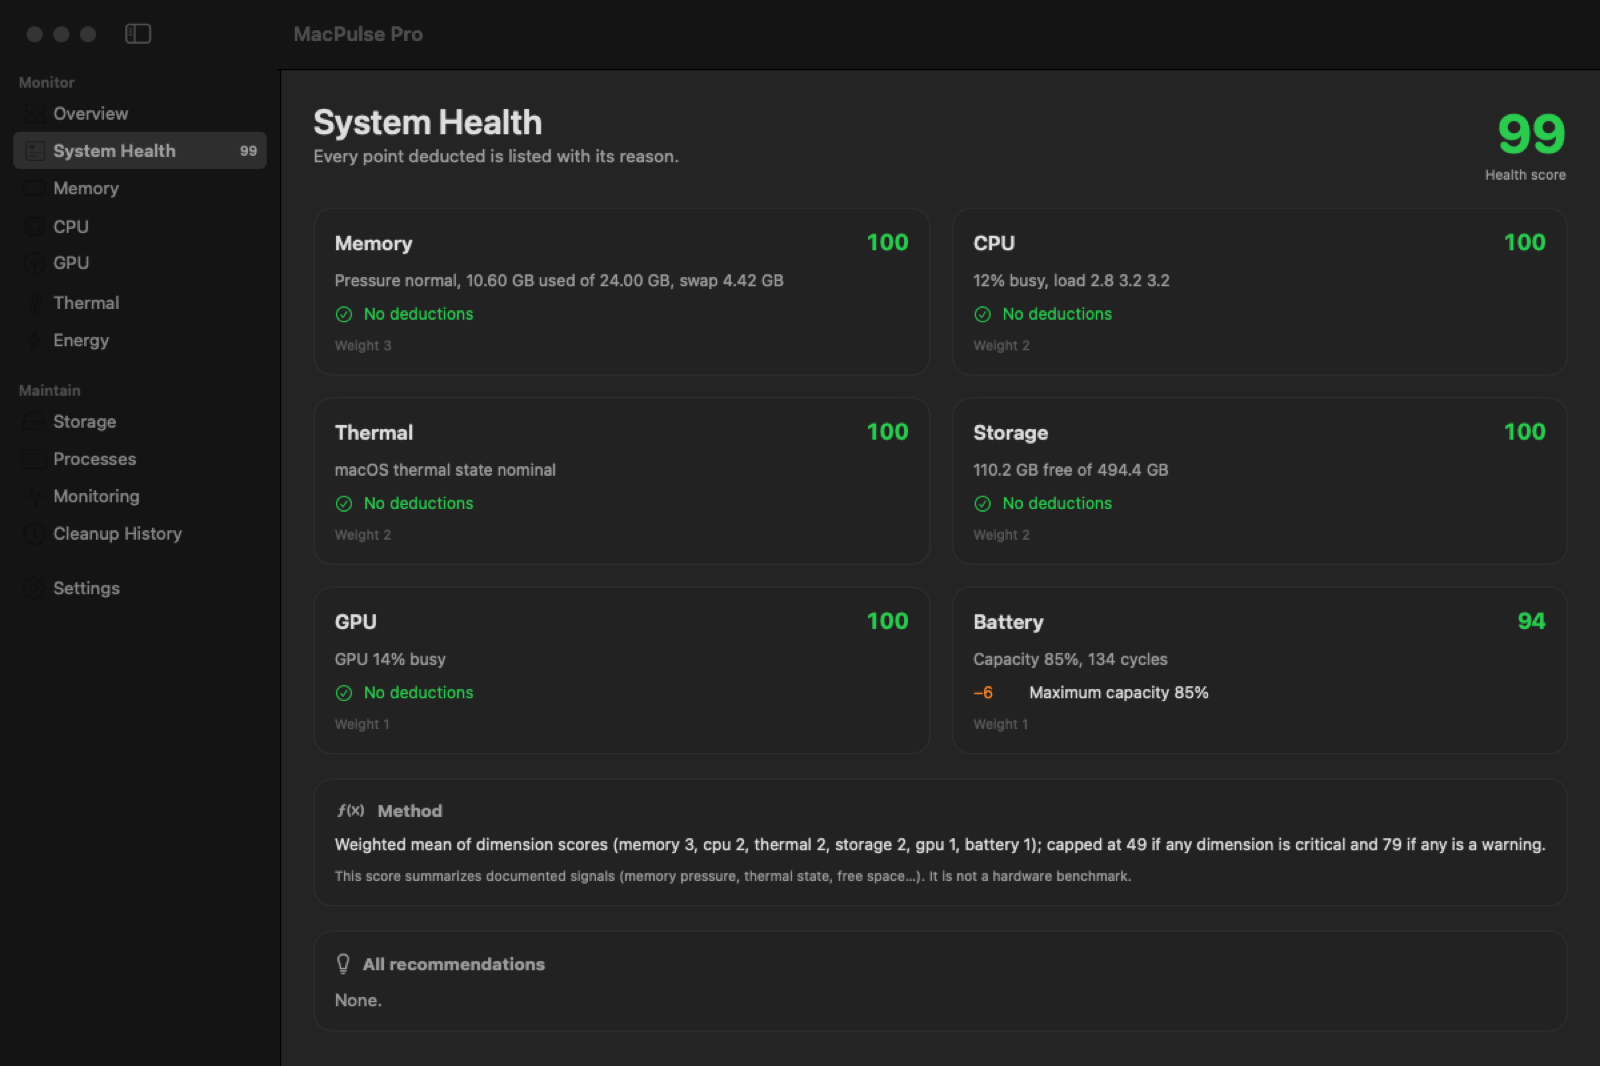 MacPulse Pro
Monitor
Overview
System Health 99
Memory
CPU
GPU
Thermal
Energy
Maintain
Storage
Processes
Monitoring
Cleanup History
Settings
System Health
Every point deducted is listed with its reason.
99
Health score
Memory 100
Pressure normal, 10.60 GB used of 24.00 GB, swap 4.42 GB
No deductions
Weight 3
CPU 100
12% busy, load 2.8 3.2 3.2
No deductions
Weight 2
Thermal 100
macOS thermal state nominal
No deductions
Weight 2
Storage 100
110.2 GB free of 494.4 GB
No deductions
Weight 2
GPU 100
GPU 14% busy
No deductions
Weight 1
Battery 94
Capacity 85%, 134 cycles
−6 Maximum capacity 85%
Weight 1
f(x) Method
Weighted mean of dimension scores (memory 3, cpu 2, thermal 2, storage 2, gpu 1, battery 1); capped at 49 if any dimension is critical and 79 if any is a warning.
This score summarizes documented signals (memory pressure, thermal state, free space…). It is not a hardware benchmark.
All recommendations
None.